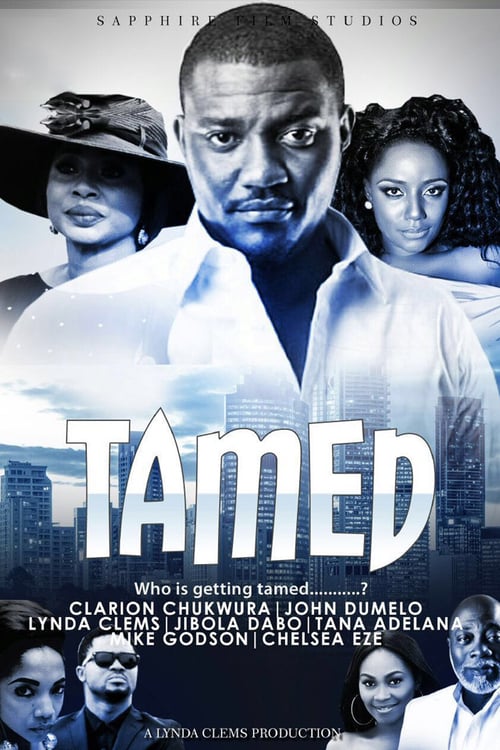 SAPPHIRE FILM STUDIOS
TAMED
Who is getting tamed...........?
CLARION CHUKWURA|JOHN DUMELO
LYNDA CLEMS|JIBOLA DABO|TANA ADELANA
MIKE GODSON|CHELSEA EZE
A LYNDA CLEMS PRODUCTION